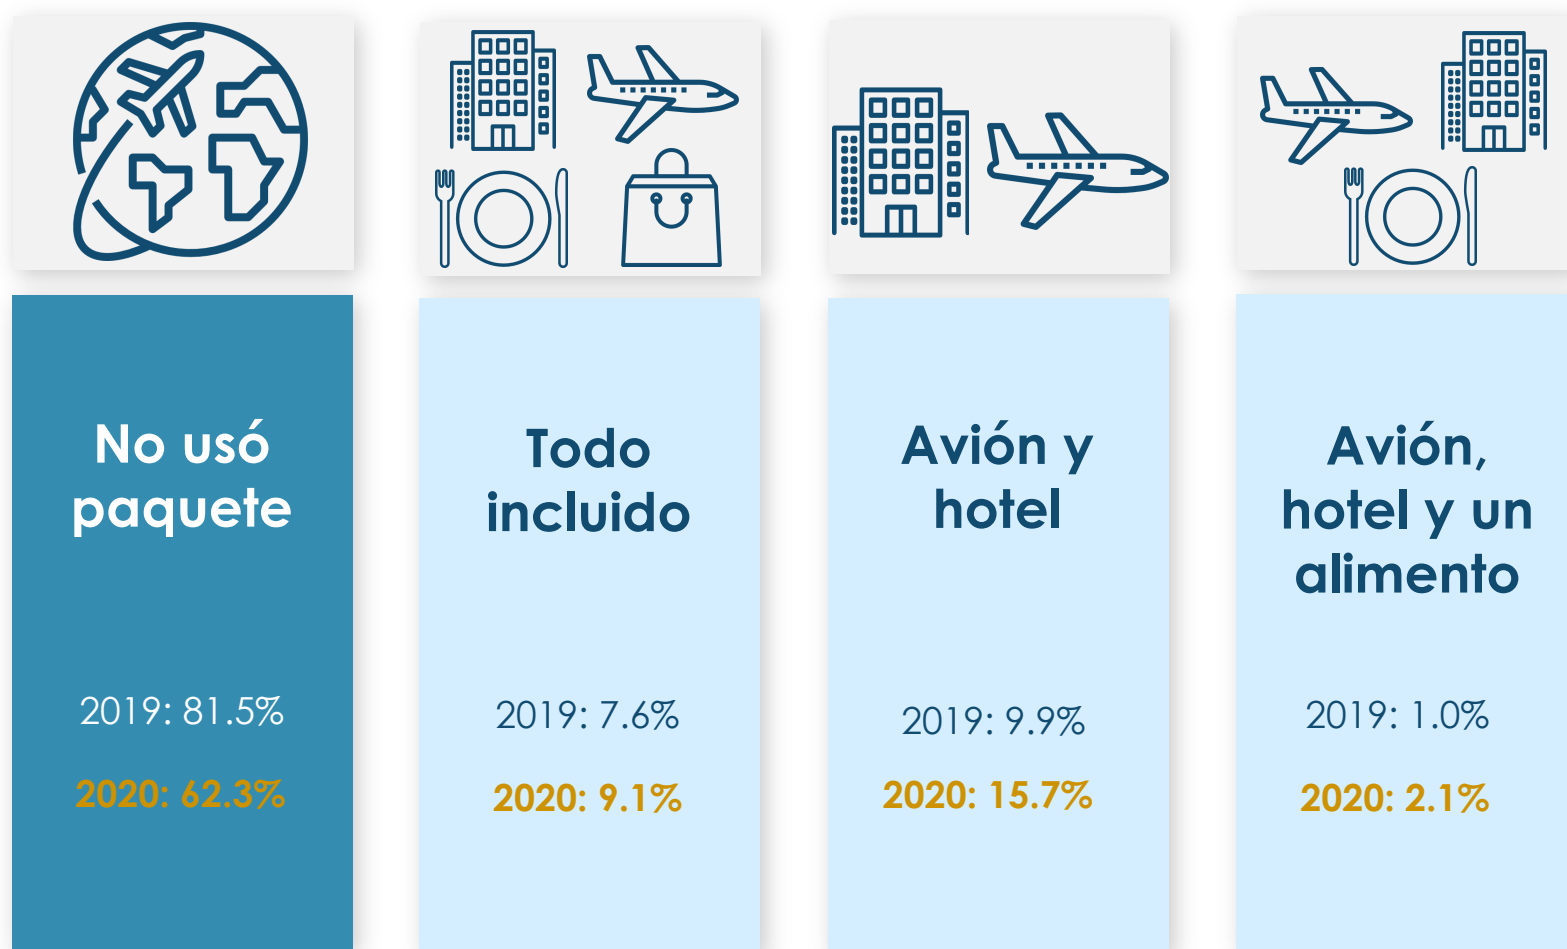 No usó
paquete
2019: 81.5%
2020: 62.3%
Todo
incluido
2019: 7.6%
2020: 9.1%
Avión y
hotel
2019: 9.9%
2020: 15.7%
Avión,
hotel y un
alimento
2019: 1.0%
2020: 2.1%